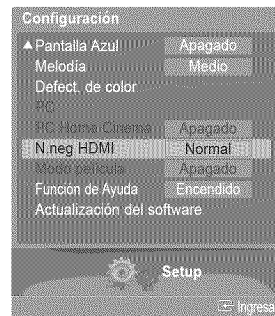 Configuración
▲ Pantalla Azul Apagado
Melodía Medio
Defect. de color
PC
PC Home Cinema Apagado
N.neg HDMI Normal
Modo película Apagado
Función de Ayuda Encendido
Actualización del software
Setup
Ingresa